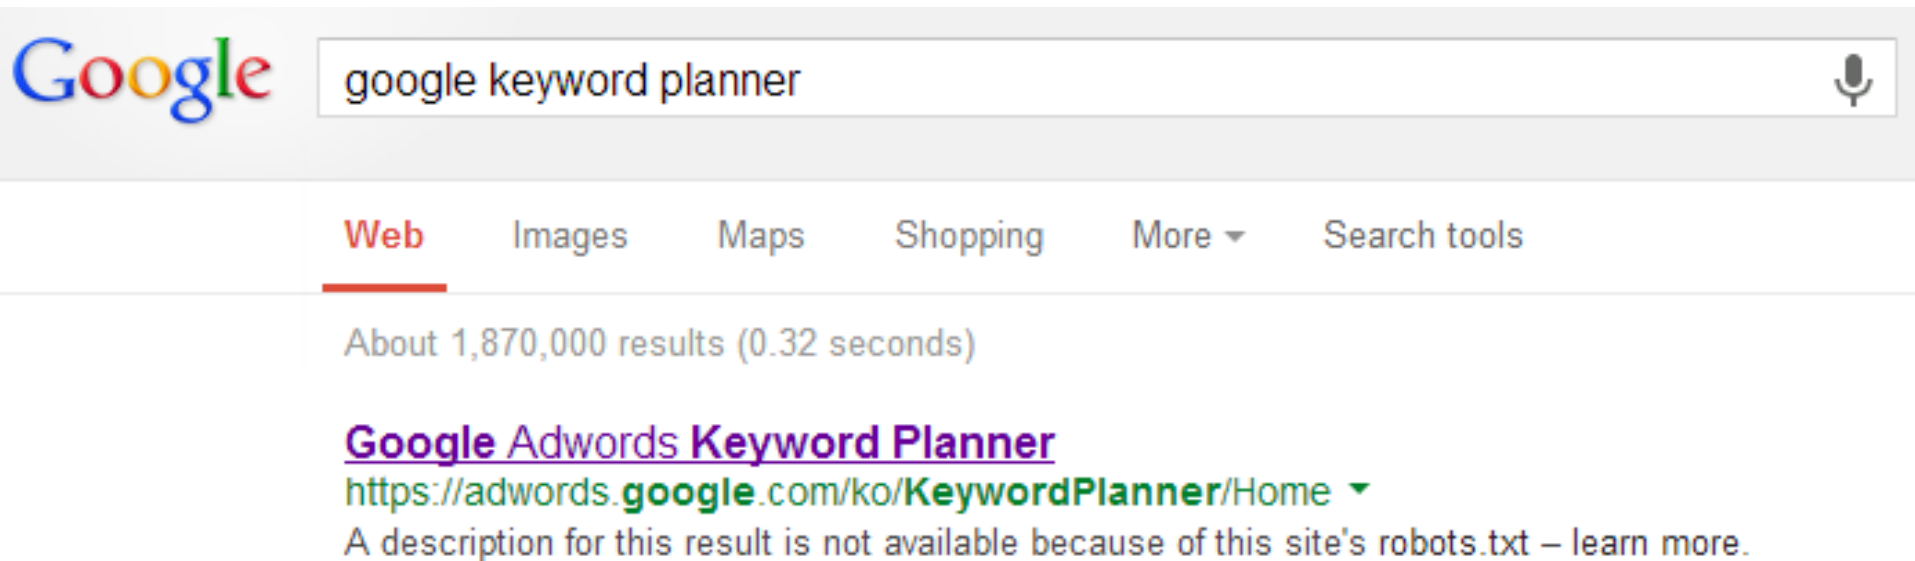 Google google keyword planner
Web Images Maps Shopping More Search tools
About 1,870,000 results (0.32 seconds)
Google Adwords Keyword Planner
https://adwords.google.com/ko/KeywordPlanner/Home
A description for this result is not available because of this site's robots.txt – learn more.